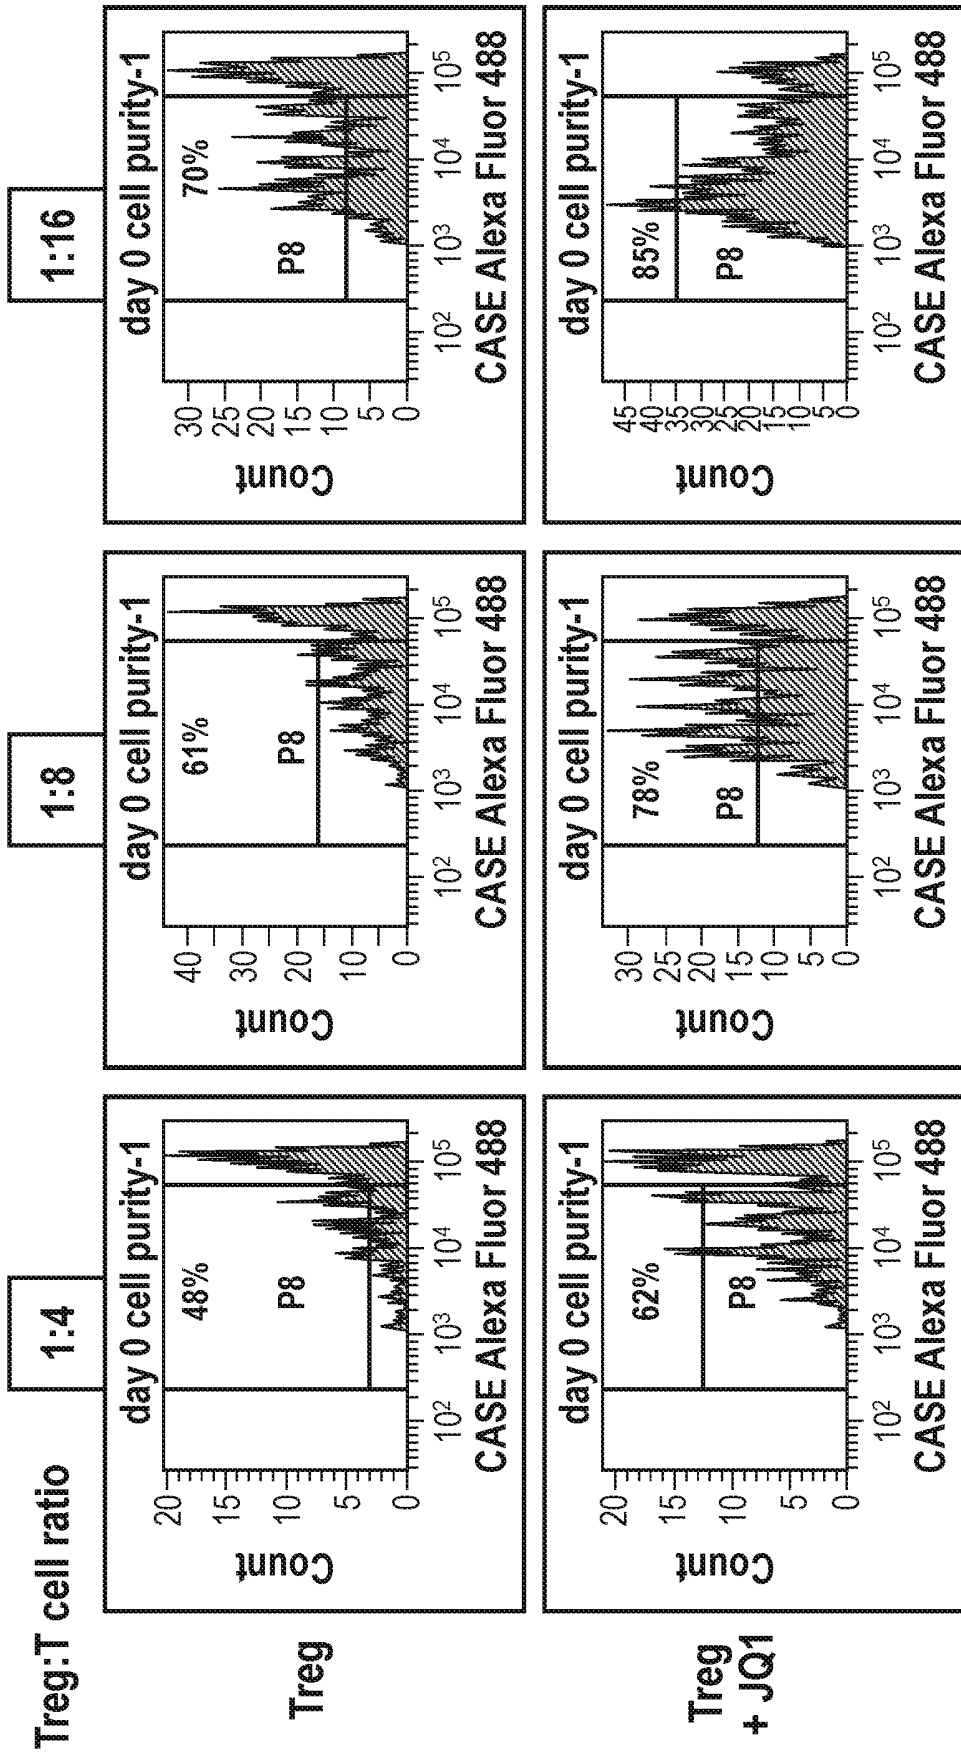 Treg:T cell ratio
1:4
1:8
1:16
Treg
day 0 cell purity-1
Count
20
15
10
5
0
48%
P8
10²
10³
10⁴
10⁵
CASE Alexa Fluor 488
day 0 cell purity-1
Count
40
30
20
10
0
61%
P8
10²
10³
10⁴
10⁵
CASE Alexa Fluor 488
day 0 cell purity-1
Count
30
25
20
15
10
5
0
70%
P8
10²
10³
10⁴
10⁵
CASE Alexa Fluor 488
Treg
+ JQ1
day 0 cell purity-1
Count
20
15
10
5
0
62%
P8
10²
10³
10⁴
10⁵
CASE Alexa Fluor 488
day 0 cell purity-1
Count
30
25
20
15
10
5
0
78%
P8
10²
10³
10⁴
10⁵
CASE Alexa Fluor 488
day 0 cell purity-1
Count
45
40
35
30
25
20
15
10
5
0
85%
P8
10²
10³
10⁴
10⁵
CASE Alexa Fluor 488